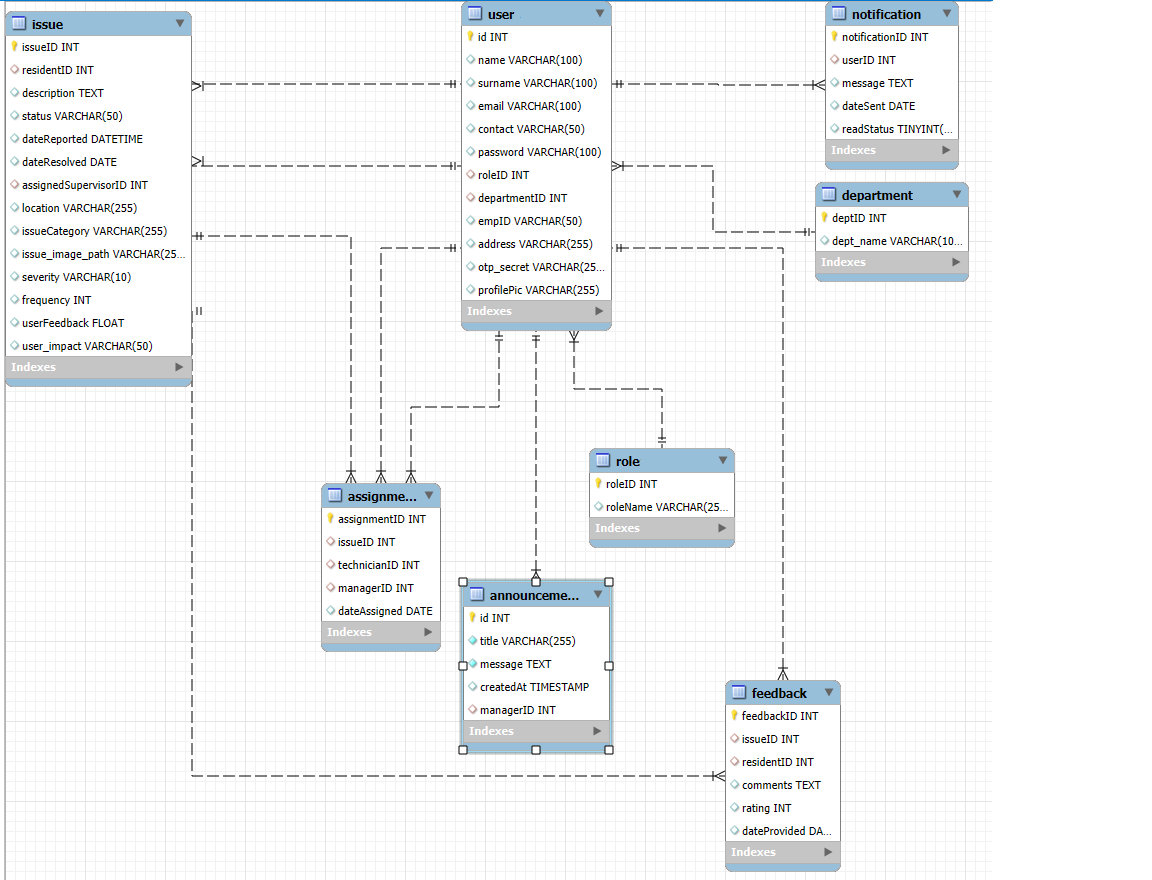 issue
issueID INT
residentID INT
description TEXT
status VARCHAR(50)
dateReported DATETIME
dateResolved DATE
assignedSupervisorID INT
location VARCHAR(255)
issueCategory VARCHAR(255)
issue_image_path VARCHAR(25...
severity VARCHAR(10)
frequency INT
userFeedback FLOAT
user_impact VARCHAR(50)
Indexes
user
id INT
name VARCHAR(100)
surname VARCHAR(100)
email VARCHAR(100)
contact VARCHAR(50)
password VARCHAR(100)
roleID INT
departmentID INT
empID VARCHAR(50)
address VARCHAR(255)
otp_secret VARCHAR(25...
profilePic VARCHAR(255)
Indexes
notification
notificationID INT
userID INT
message TEXT
dateSent DATE
readStatus TINYINT(...
Indexes
department
deptID INT
dept_name VARCHAR(10...
Indexes
role
roleID INT
roleName VARCHAR(25...
Indexes
assignme...
assignmentID INT
issueID INT
technicianID INT
managerID INT
dateAssigned DATE
Indexes
announceme...
id INT
title VARCHAR(255)
message TEXT
createdAt TIMESTAMP
managerID INT
Indexes
feedback
feedbackID INT
issueID INT
residentID INT
comments TEXT
rating INT
dateProvided DA...
Indexes